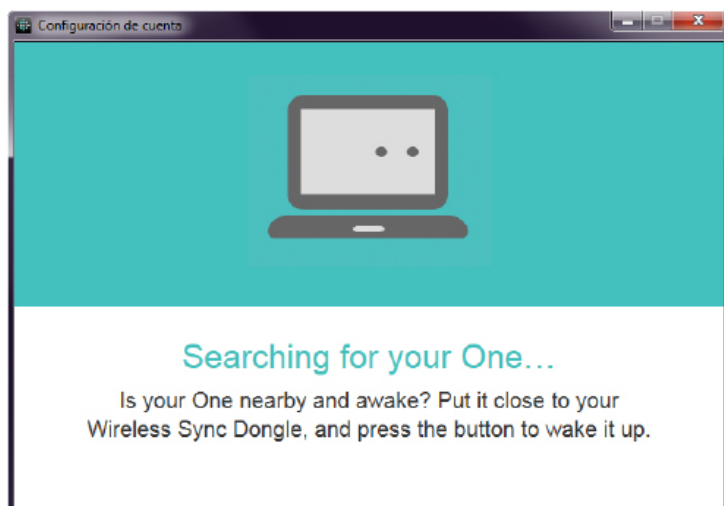 Configuración de cuenta
Searching for your One...
Is your One nearby and awake? Put it close to your
Wireless Sync Dongle, and press the button to wake it up.